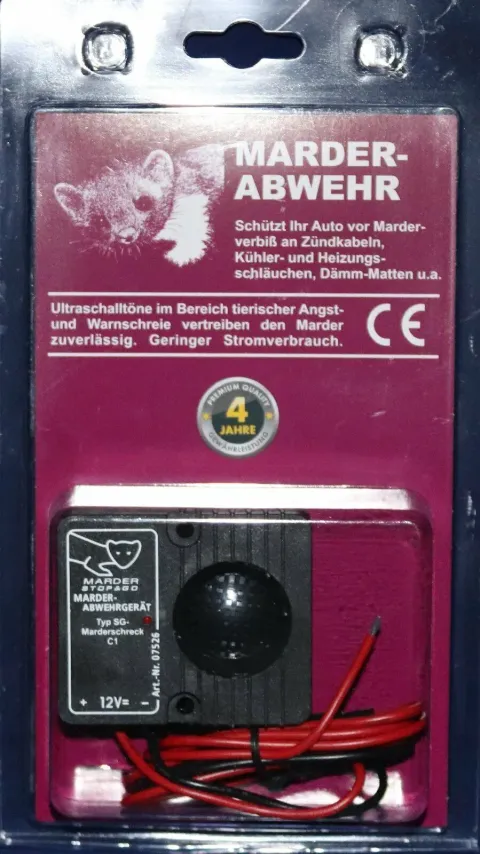 MARDER-
ABWEHR
Schützt Ihr Auto vor Marder-
verbiß an Zündkabeln,
Kühler- und Heizungs-
schläuchen, Dämm-Matten u.a.
Ultraschalltöne im Bereich tierischer Angst-
und Warnschreie vertreiben den Marder
zuverlässig. Geringer Stromverbrauch.
CE
PREMIUM QUALITY
4
JAHRE
GEWÄHRLEISTUNG
MARDER
STOP&GO
MARDER-
ABWEHRGERÄT
Typ SG-
Marderschreck
C1
Art.-Nr. 07526
+ 12V= -